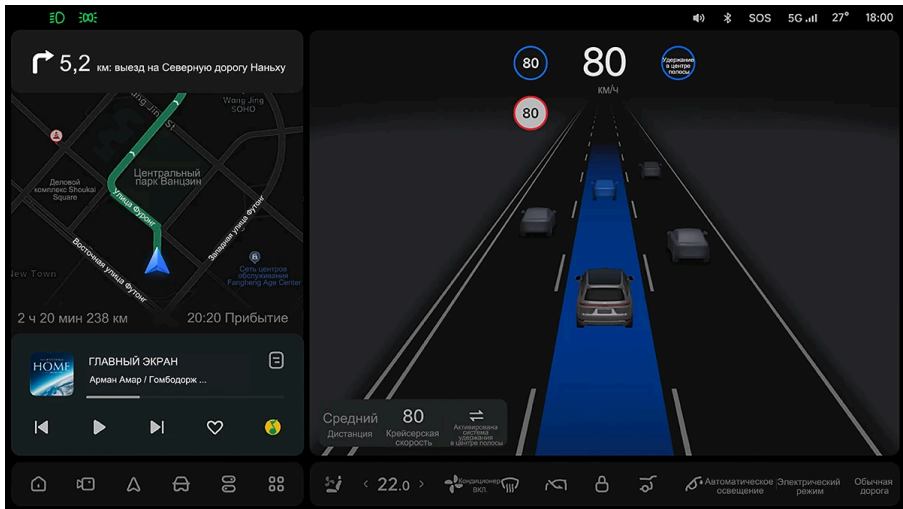 SOS
5G
27°
18:00
5,2 км: выезд на Северную дорогу Наньху
80
80
км/ч
Удержание
в центре
полосы
80
ng Jin
g St
Wang Jing
SOHO
Центральный
парк Ванцзин
Деловой
комплекс Shoukai
Square
Улица Фуронг
Западная улица Футонг
Восточная улица Футонг
New Town
Сеть центров
обслуживания
Fangheng Age Center
2 ч 20 мин 238 км
20:20 Прибытие
HOME
ГЛАВНЫЙ ЭКРАН
Арман Амар / Гомбодорж ...
Средний
Дистанция
80
Крейсерская
скорость
Активирована
система
удержания
в центре полосы
< 22.0 >
Кондиционер
ВКЛ.
Автоматическое
освещение
Электрический
режим
Обычная
дорога